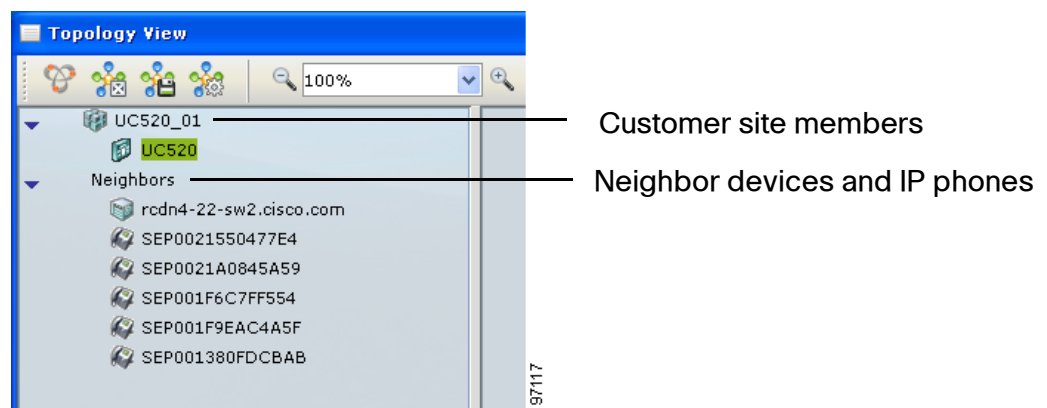 Topology View
100%
UC520_01
Customer site members
UC520
Neighbors
Neighbor devices and IP phones
rcdn4-22-sw2.cisco.com
SEP0021550477E4
SEP0021A0845A59
SEP001F6C7FF554
SEP001F9EAC4A5F
SEP001380FDCBAB
97117